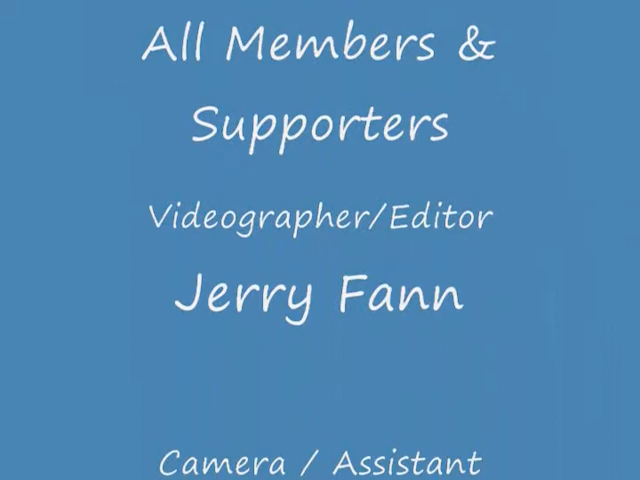 All Members &
Supporters
Videographer/Editor
Jerry Fann
Camera / Assistant